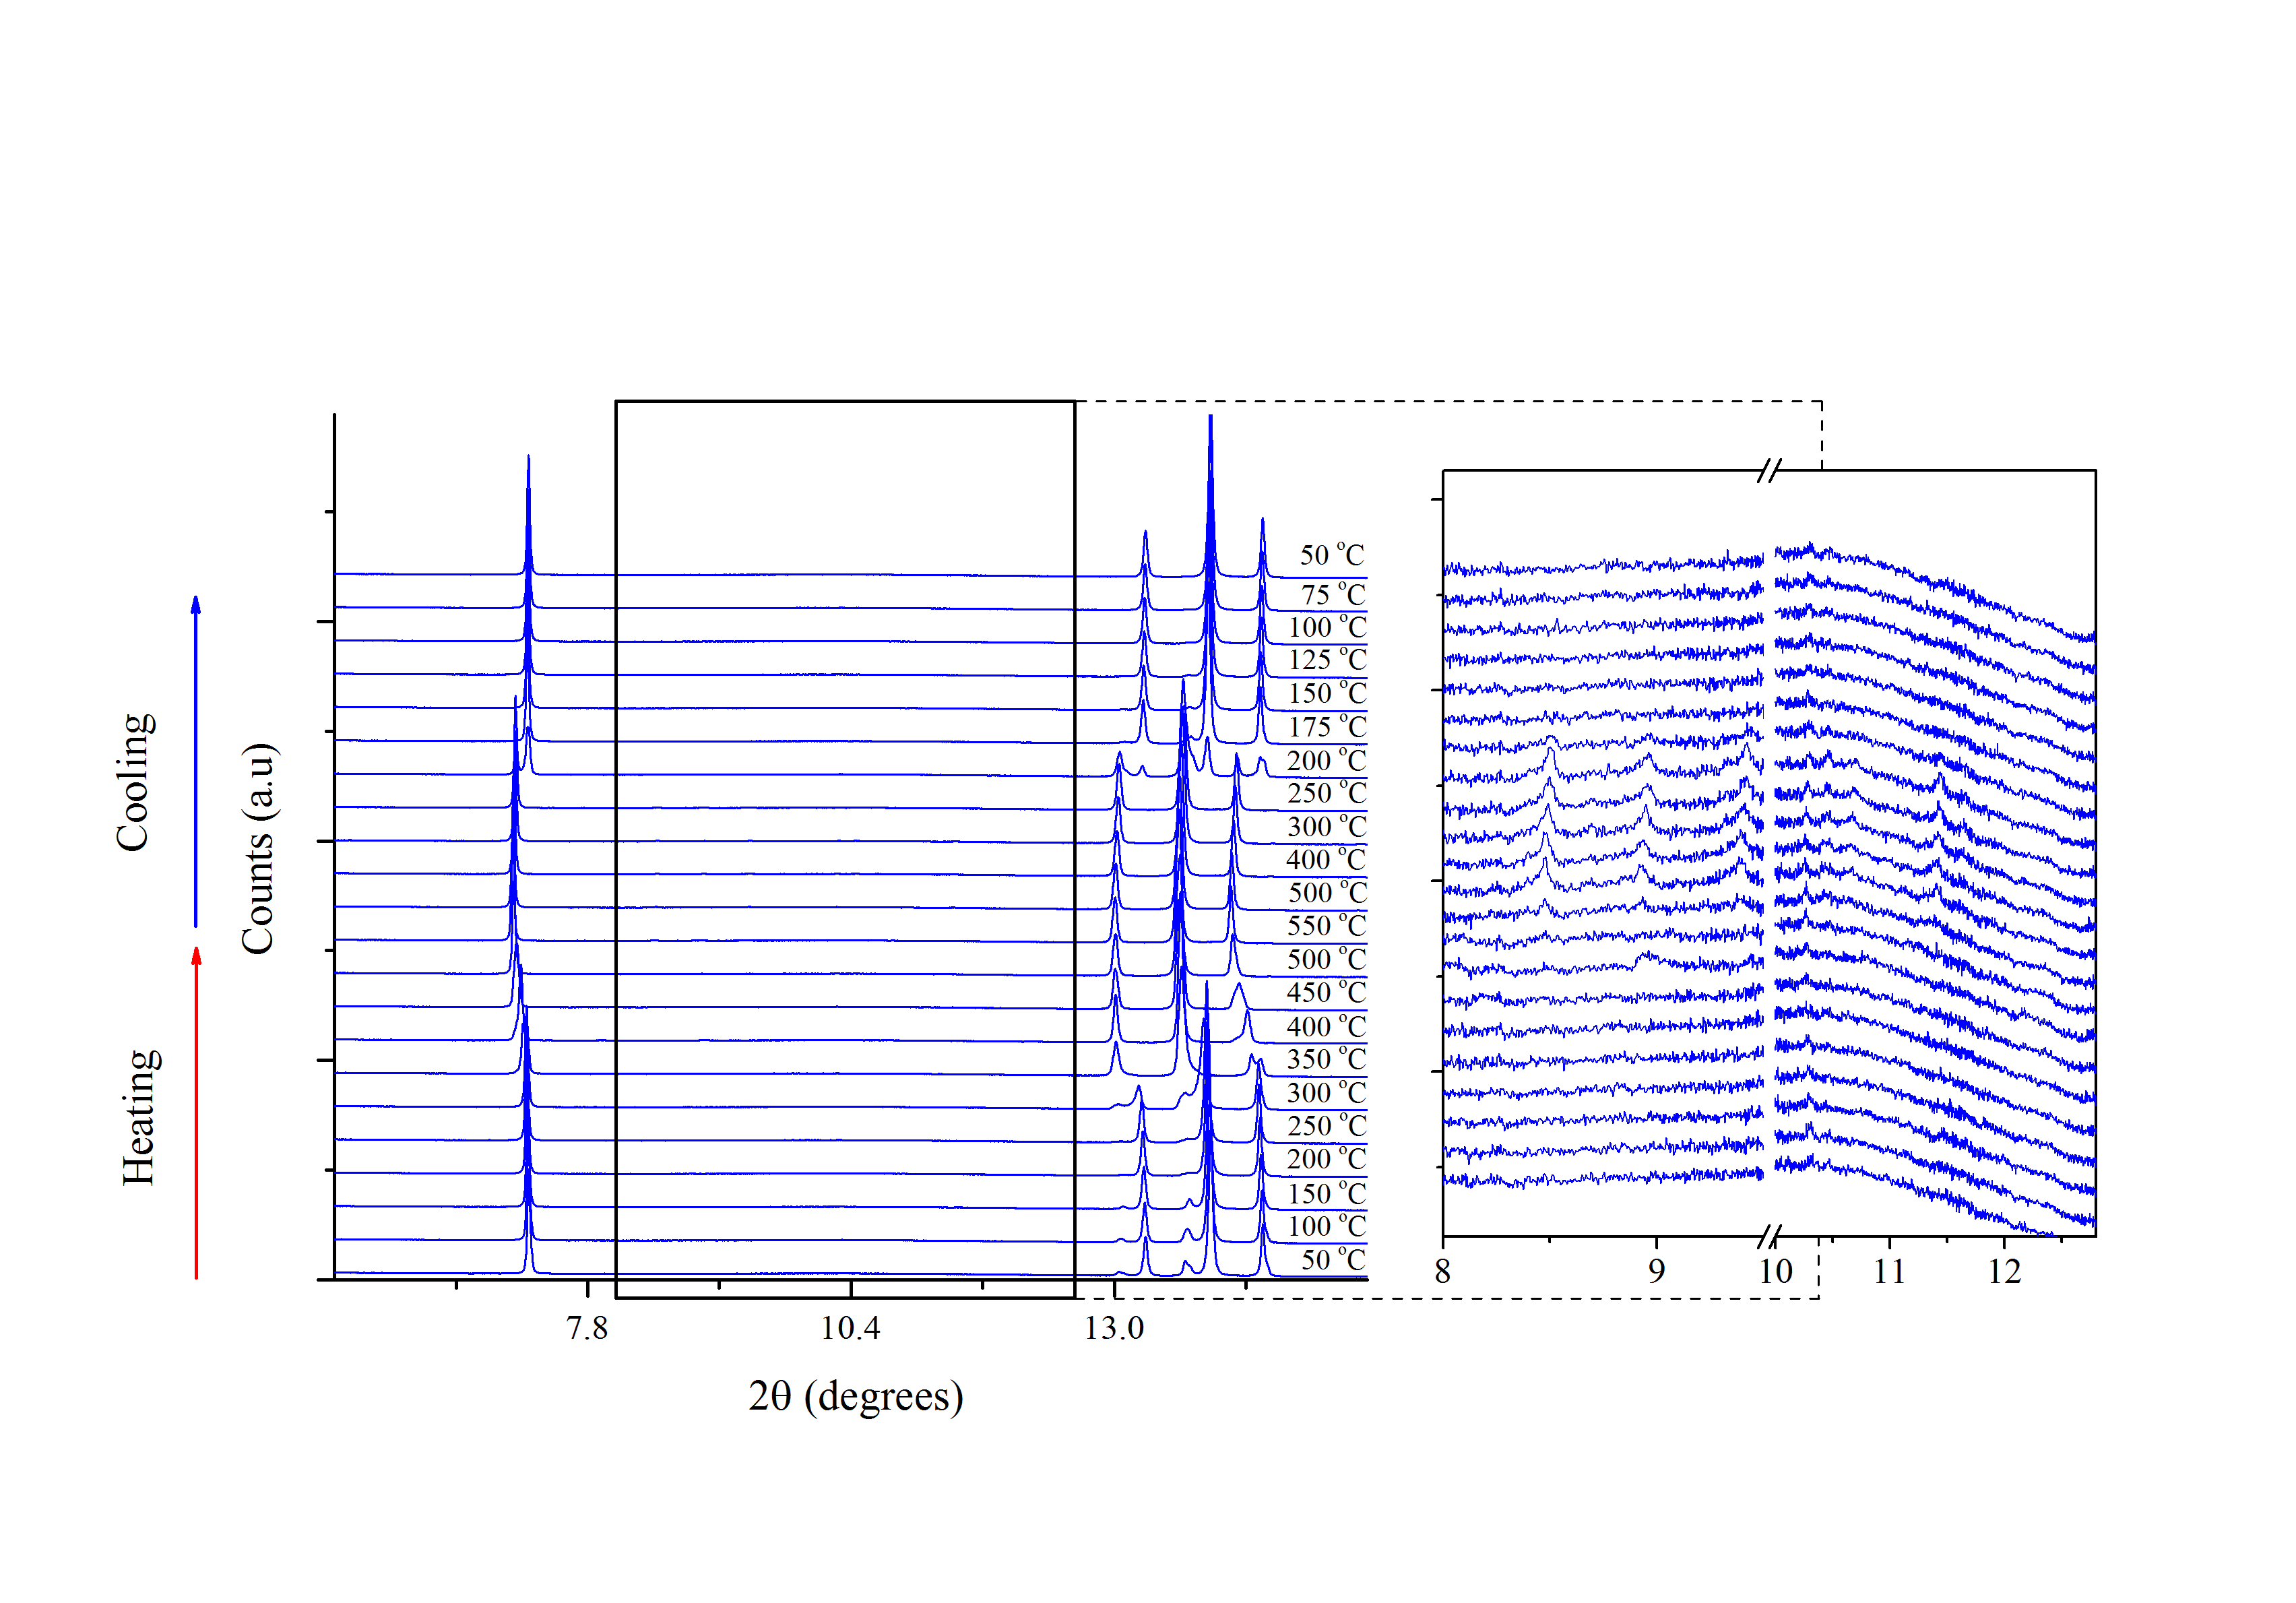 Cooling
Heating
Counts (a.u)
50 °C
75 °C
100 °C
125 °C
150 °C
175 °C
200 °C
250 °C
300 °C
400 °C
500 °C
550 °C
500 °C
450 °C
400 °C
350 °C
300 °C
250 °C
200 °C
150 °C
100 °C
50 °C
7.8 10.4 13.0
2θ (degrees)
8 9 10 11 12